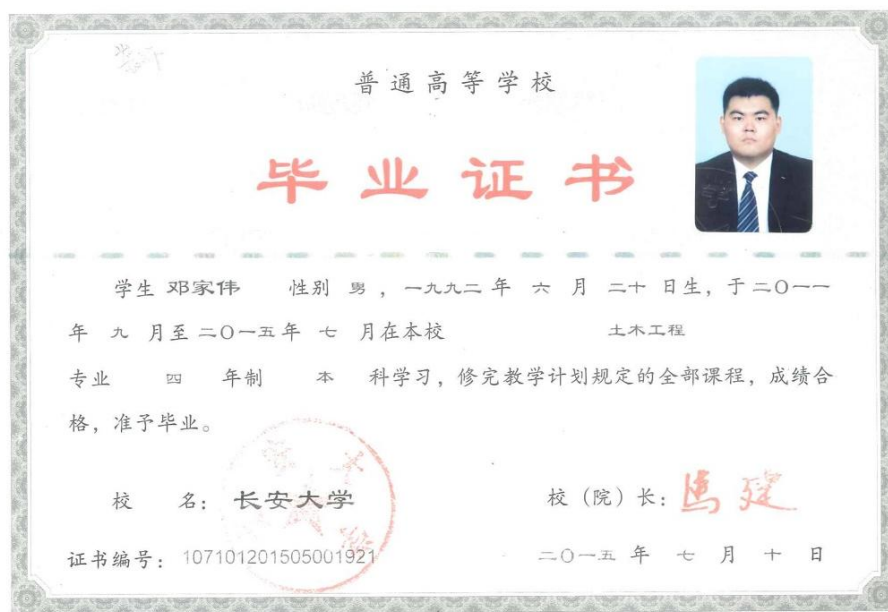 普通高等学校
毕业证书
学生 邓家伟 性别 男 ，一九九二 年 六 月 二十 日生，于二〇一一
年 九 月至 二〇一五年 七 月在本校 土木工程
专业 四 年制 本 科学习，修完教学计划规定的全部课程，成绩合
格，准予毕业。
校 名： 长安大学 校（院）长：马建
证书编号：107101201505001921 二〇一五 年 七 月 十 日